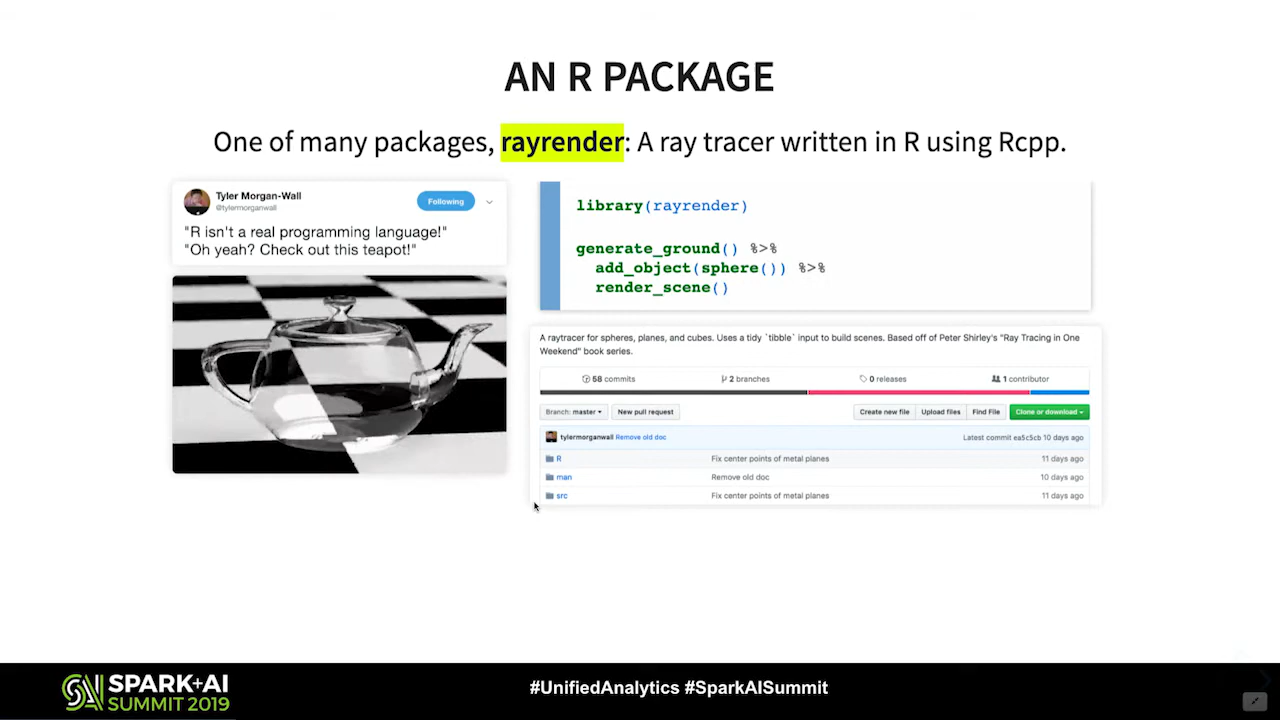 AN R PACKAGE
One of many packages, rayrender: A ray tracer written in R using Rcpp.
Tyler Morgan-Wall
@tylermorganwall
Following
"R isn't a real programming language!"
"Oh yeah? Check out this teapot!"
library(rayrender)
generate_ground() %>%
add_object(sphere()) %>%
render_scene()
A raytracer for spheres, planes, and cubes. Uses a tidy `tibble` input to build scenes. Based off of Peter Shirley's "Ray Tracing in One
Weekend" book series.
58 commits 2 branches 0 releases 1 contributor
Branch: master New pull request Create new file Upload files Find File Clone or download
tylermorganwall Remove old doc Latest commit ea5c5cb 10 days ago
R Fix center points of metal planes 11 days ago
man Remove old doc 10 days ago
src Fix center points of metal planes 11 days ago
SPARK+AI
SUMMIT 2019
#UnifiedAnalytics #SparkAISummit